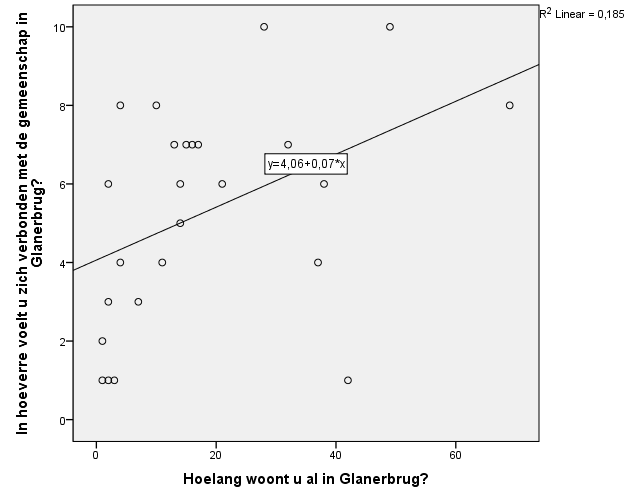 R2 Linear = 0,185
In hoeverre voelt u zich verbonden met de gemeenschap in
Glanerbrug?
10
8
6
4
2
0
y=4,06+0,07*x
0
20
40
60
Hoelang woont u al in Glanerbrug?